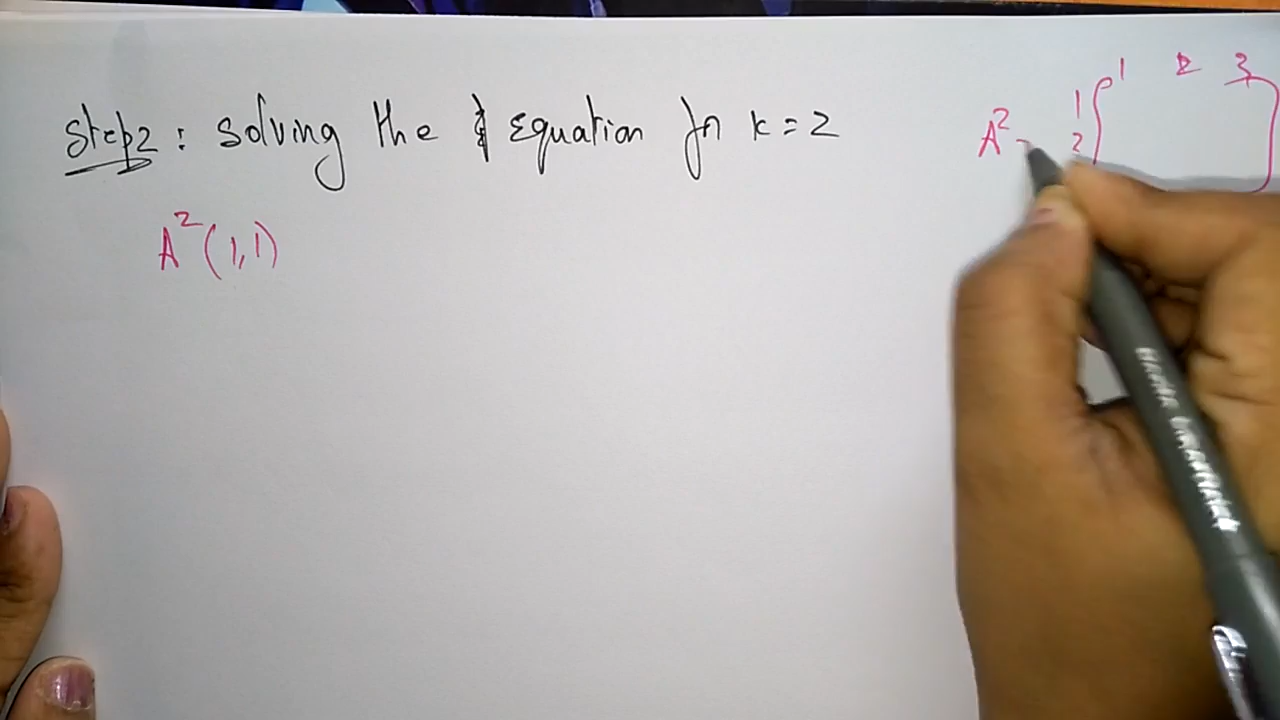 Step2 : Solving the Equation for k = 2
1 2 3
1
A² - 2
A² (1,1)